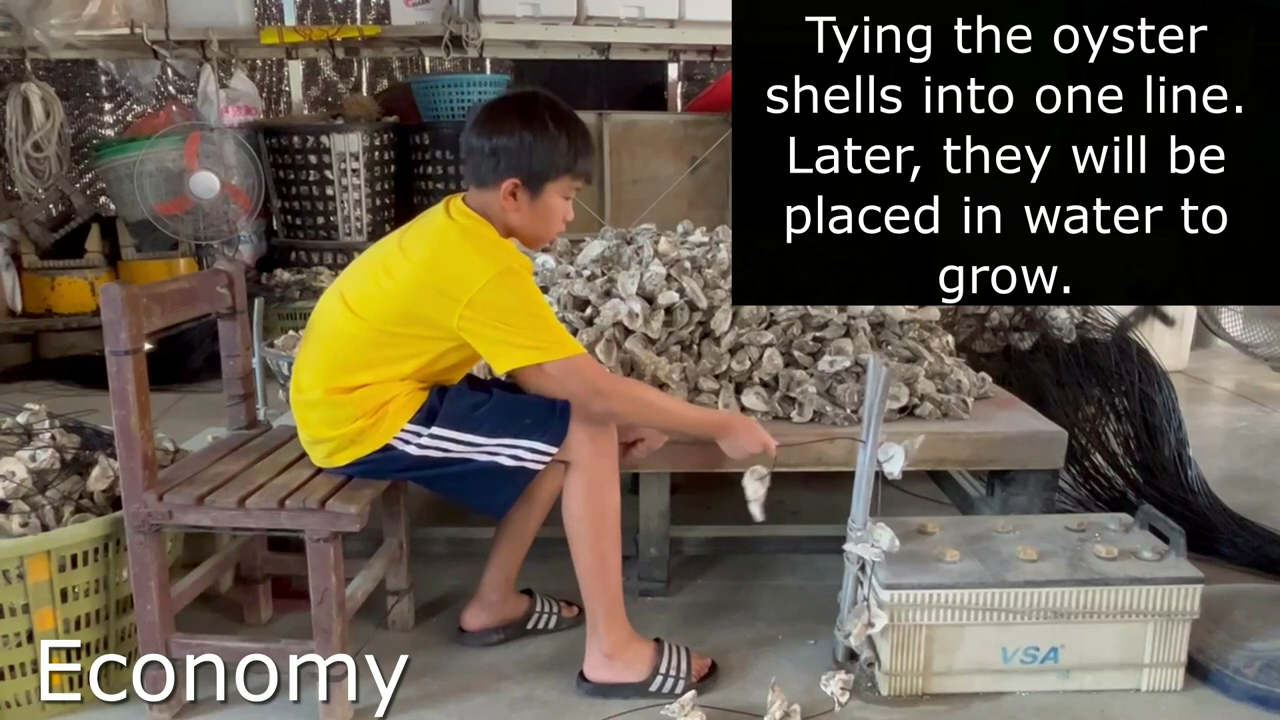 Tying the oyster
shells into one line.
Later, they will be
placed in water to
grow.
VSA
Economy